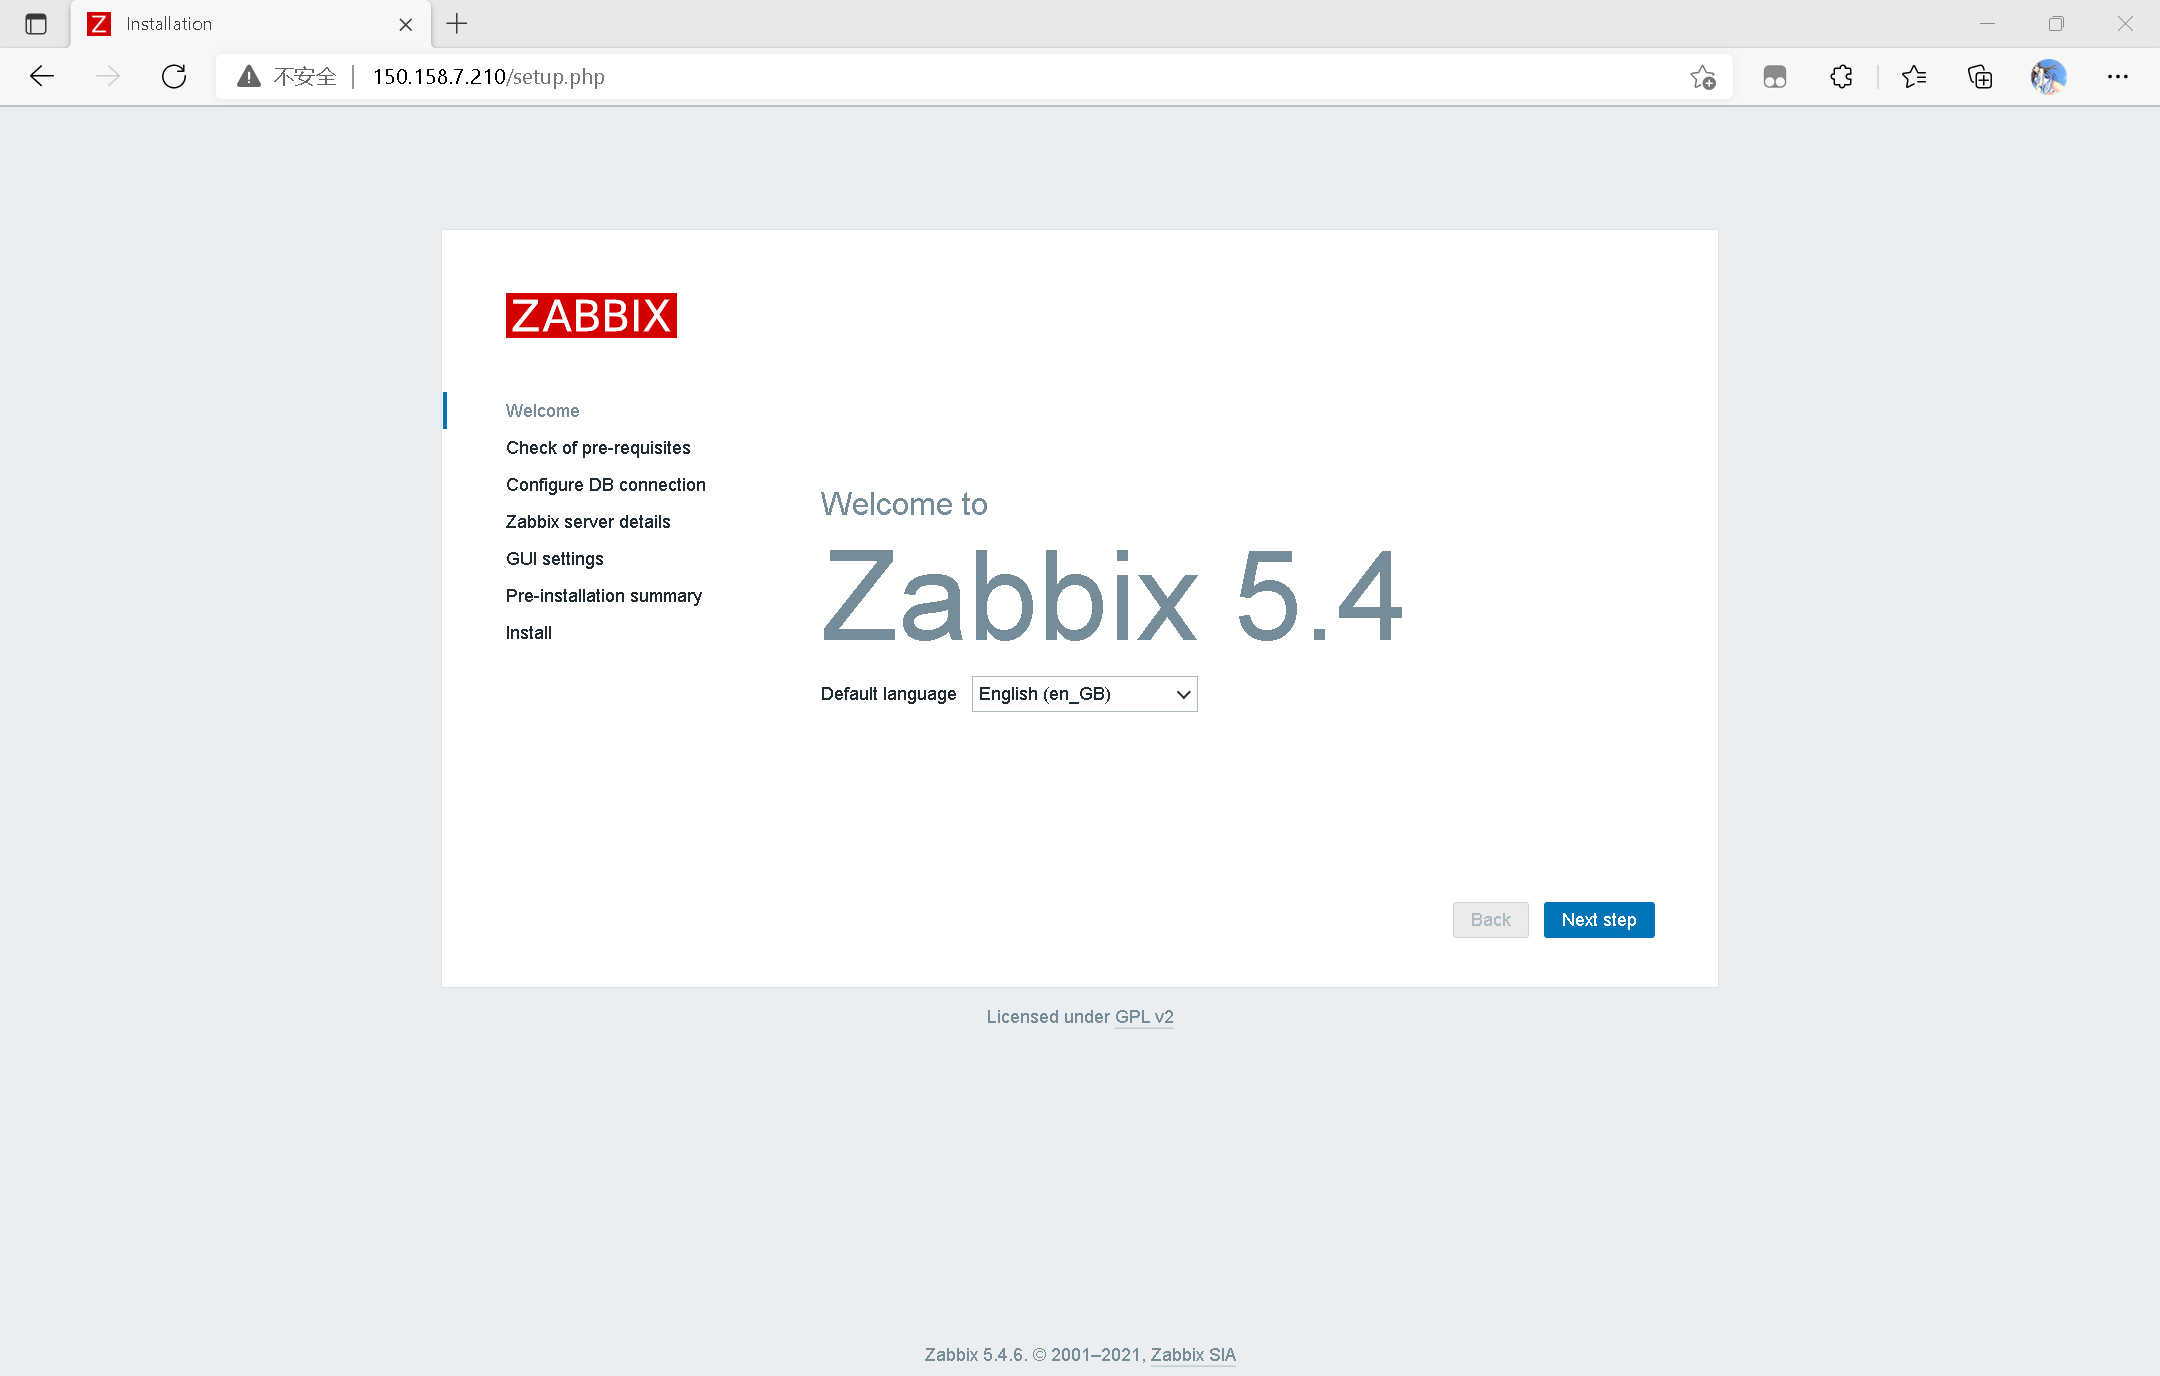 Installation
不安全 150.158.7.210/setup.php
ZABBIX
Welcome
Check of pre-requisites
Configure DB connection
Zabbix server details
GUI settings
Pre-installation summary
Install
Welcome to
Zabbix 5.4
Default language English (en_GB)
Back Next step
Licensed under GPL v2
Zabbix 5.4.6. © 2001–2021, Zabbix SIA